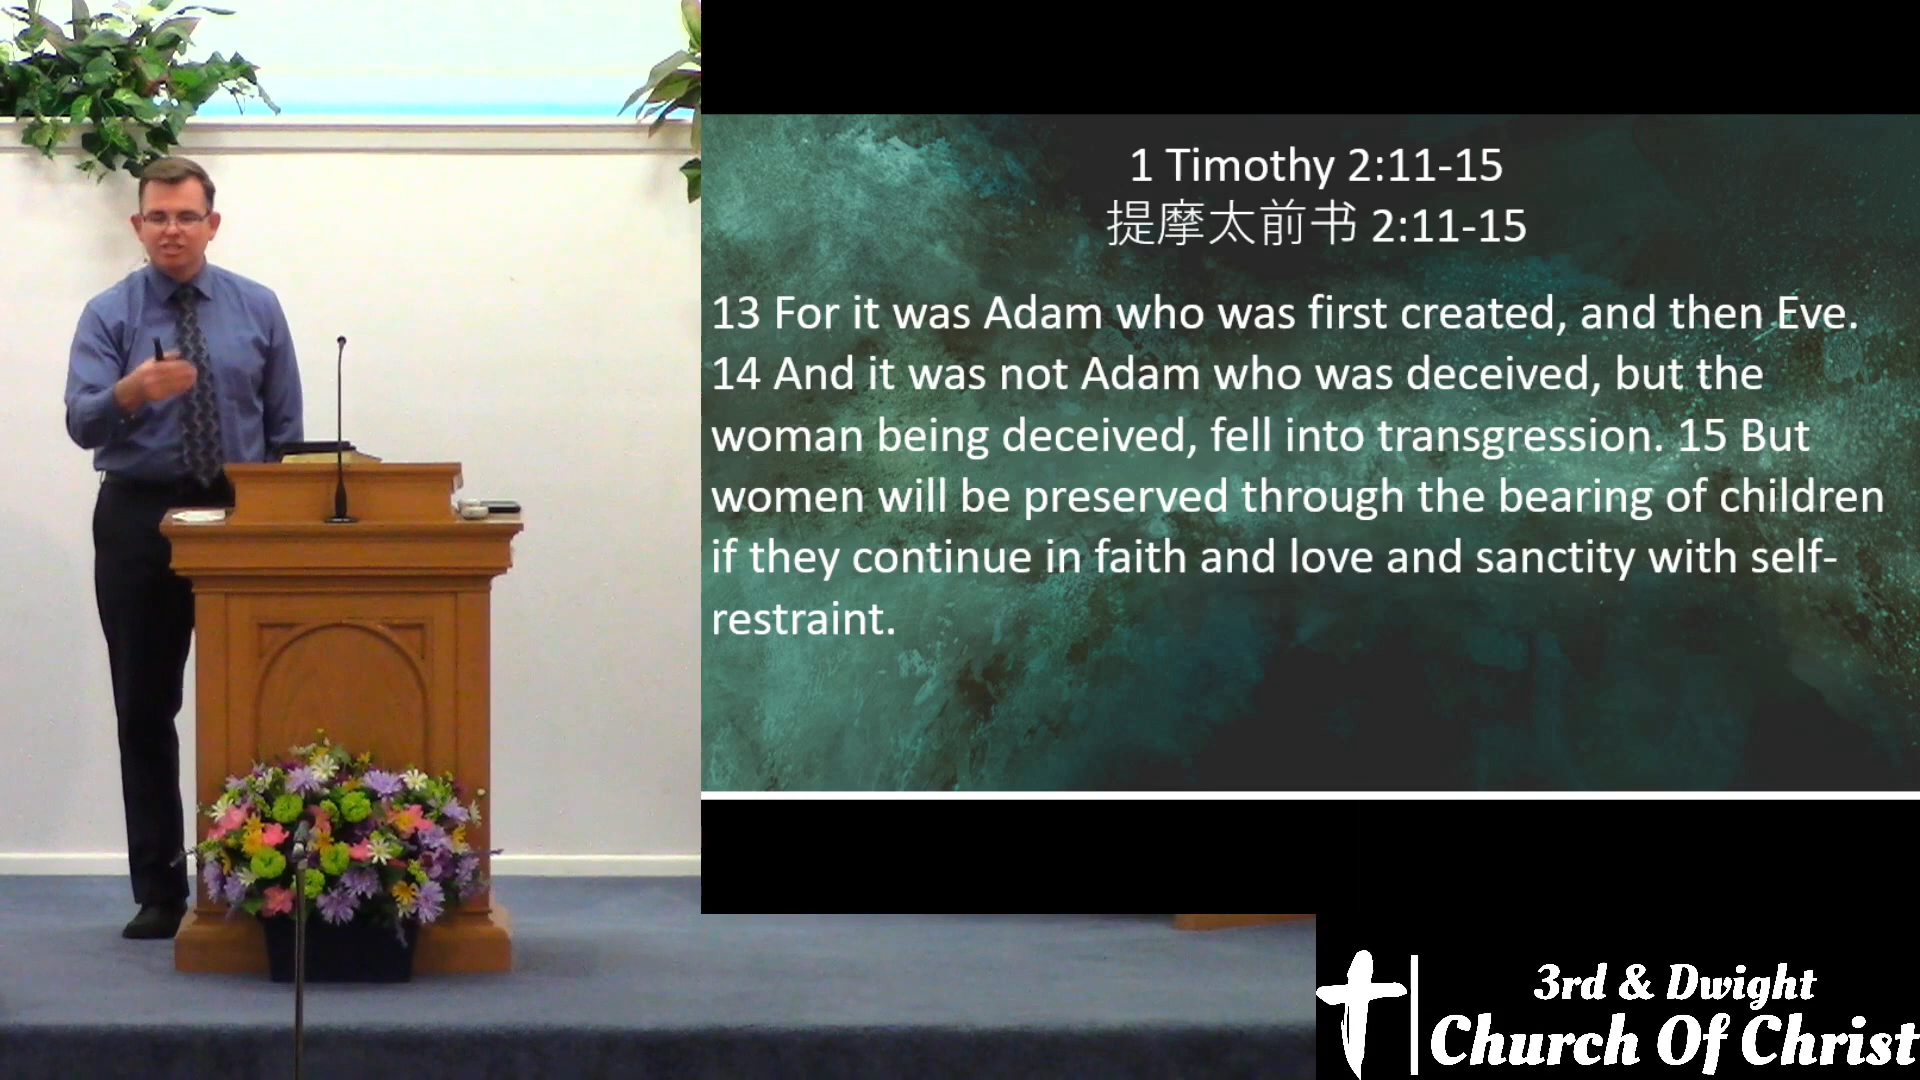 1 Timothy 2:11-15
提摩太前书 2:11-15
13 For it was Adam who was first created, and then Eve.
14 And it was not Adam who was deceived, but the
woman being deceived, fell into transgression. 15 But
women will be preserved through the bearing of children
if they continue in faith and love and sanctity with self-
restraint.
3rd & Dwight
Church Of Christ